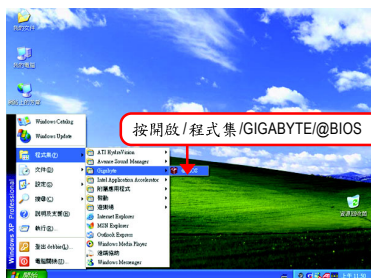 我的文件
我的電腦
網路上的芳鄰
按開啟/程式集/GIGABYTE/@BIOS
Windows Catalog
Windows Update
程式集(P)
文件(D)
設定(S)
搜尋(C)
說明及支援(H)
執行(R)...
登出 debbie(L)...
電腦關機(U)...
Windows XP Professional
ATI HydraVision
Avance Sound Manager
Gigabyte
Intel Application Accelerator
附屬應用程式
啟動
遊樂場
Internet Explorer
MSN Explorer
Outlook Express
Windows Media Player
遠端協助
Windows Messenger
資源回收筒
開始